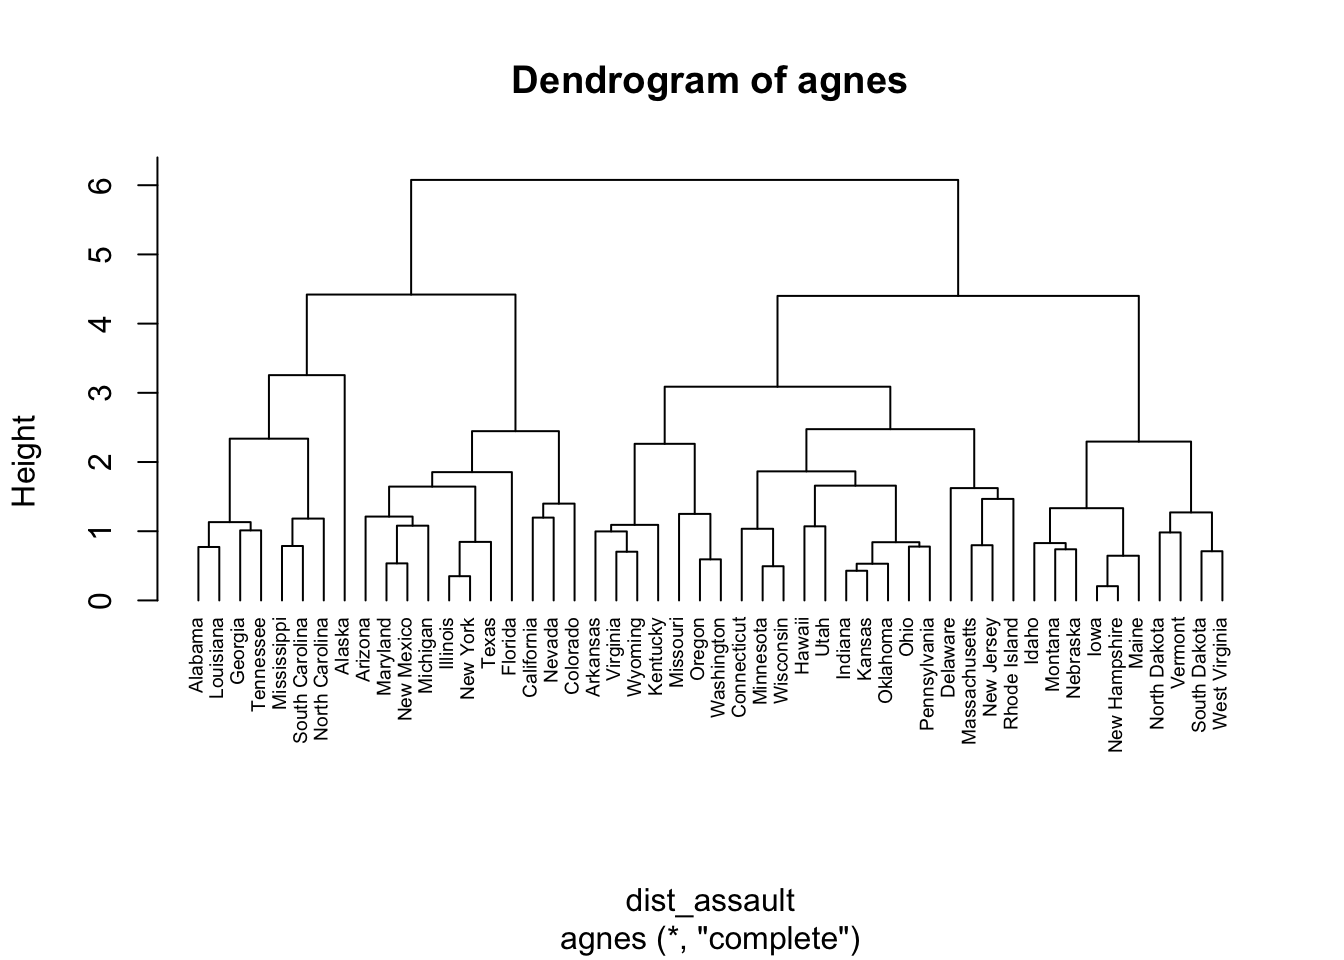 Dendrogram of agnes
Height
6
5
4
3
2
1
0
Alabama
Louisiana
Georgia
Tennessee
Mississippi
South Carolina
North Carolina
Alaska
Arizona
Maryland
New Mexico
Michigan
Illinois
New York
Texas
Florida
California
Nevada
Colorado
Arkansas
Virginia
Wyoming
Kentucky
Missouri
Oregon
Washington
Connecticut
Minnesota
Wisconsin
Hawaii
Utah
Indiana
Kansas
Oklahoma
Ohio
Pennsylvania
Delaware
Massachusetts
New Jersey
Rhode Island
Idaho
Montana
Nebraska
Iowa
New Hampshire
Maine
North Dakota
Vermont
South Dakota
West Virginia
dist_assault
agnes (*, "complete")